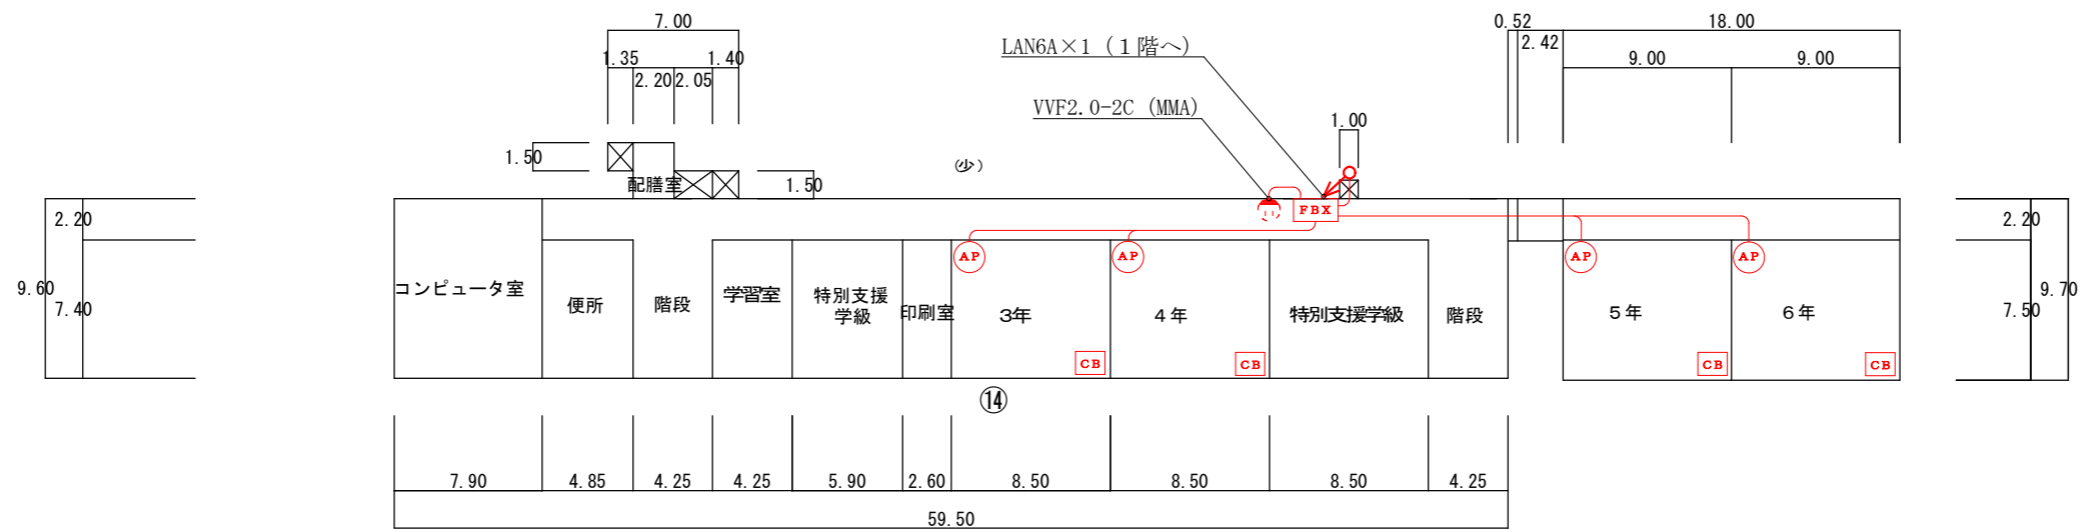 7.00
0.52
18.00
LAN6A×1 (1階へ)
2.42
1.35
1.40
9.00
9.00
2.20
2.05
VVF2.0-2C (MMA)
1.00
1.50
(少)
配膳室
1.50
FBX
2.20
2.20
AP
AP
AP
AP
9.60
コンピュータ室
学習室
特別支援
学級
9.70
7.40
便所
階段
印刷室
3年
4年
特別支援学級
階段
5年
6年
7.50
CB
CB
CB
CB
⑭
7.90
4.85
4.25
4.25
5.90
2.60
8.50
8.50
8.50
4.25
59.50